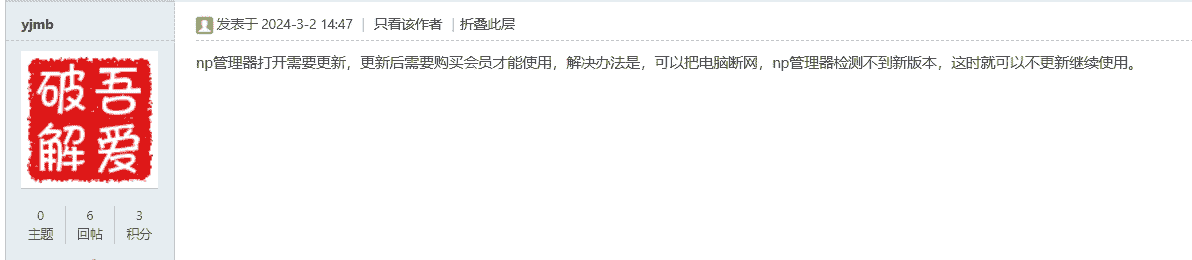 yjmb
发表于 2024-3-2 14:47 | 只看该作者 | 折叠此层
np管理器打开需要更新，更新后需要购买会员才能使用，解决办法是，可以把电脑断网，np管理器检测不到新版本，这时就可以不更新继续使用。
破吾
解爱
0 6 3
主题 回帖 积分